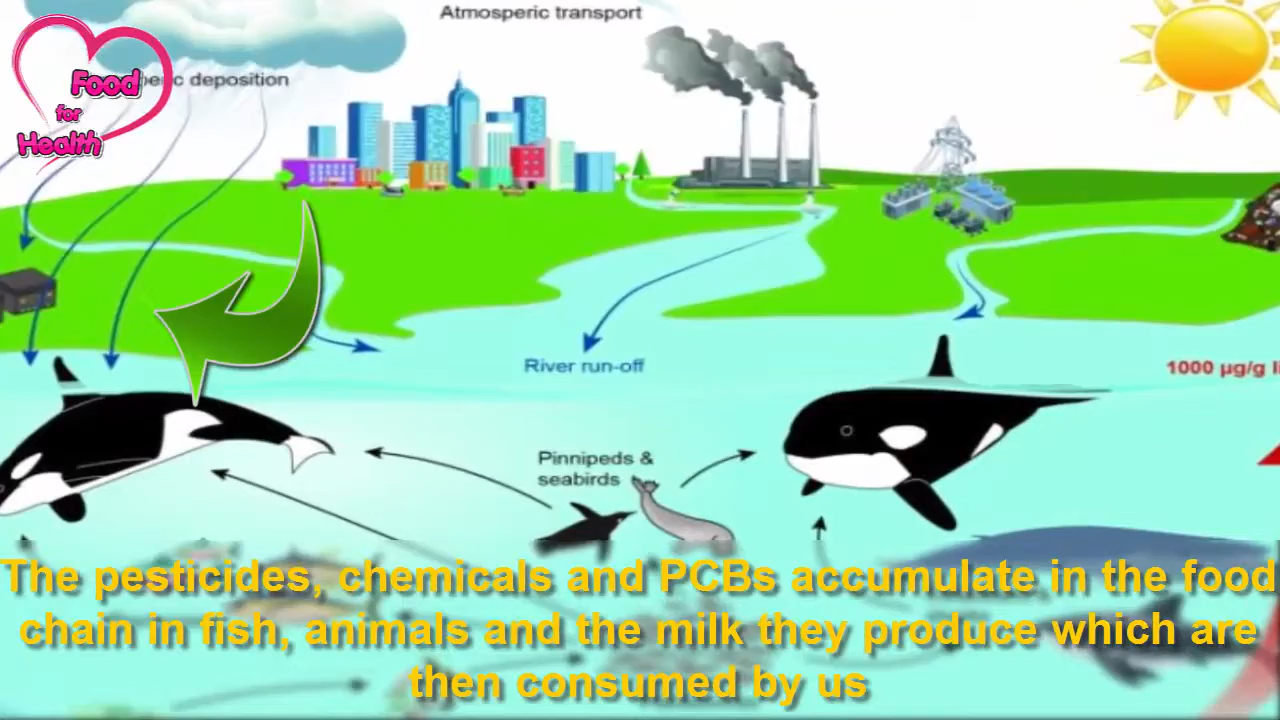 Atmosperic transport
deposition
Food
for
Health
River run-off
1000 µg/g
Pinnipeds &
seabirds
The pesticides, chemicals and PCBs accumulate in the food
chain in fish, animals and the milk they produce which are
then consumed by us